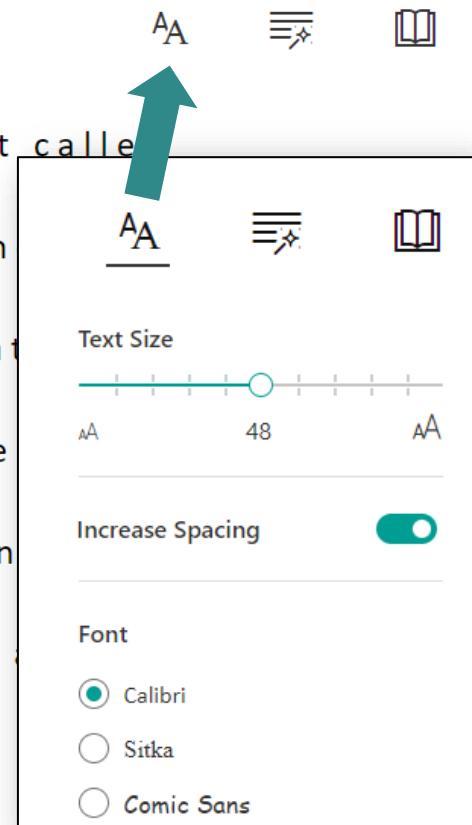 AA
t calle
n
t
e
n
AA
Text Size
AA 48 AA
Increase Spacing
Font
Calibri
Sitka
Comic Sans